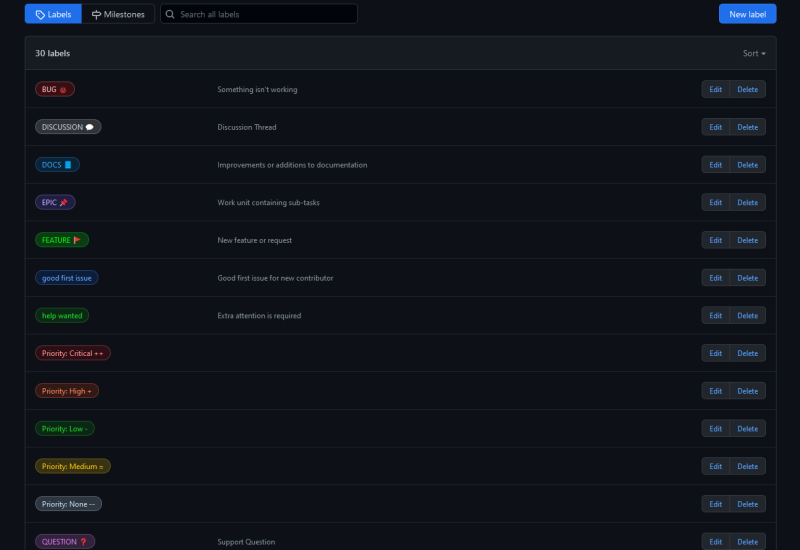 Labels Milestones Search all labels New label
30 labels Sort
BUG Something isn't working Edit Delete
DISCUSSION Discussion Thread Edit Delete
DOCS Improvements or additions to documentation Edit Delete
EPIC Work unit containing sub-tasks Edit Delete
FEATURE New feature or request Edit Delete
good first issue Good first issue for new contributor Edit Delete
help wanted Extra attention is required Edit Delete
Priority: Critical ++ Edit Delete
Priority: High + Edit Delete
Priority: Low - Edit Delete
Priority: Medium = Edit Delete
Priority: None -- Edit Delete
QUESTION ❓ Support Question Edit Delete